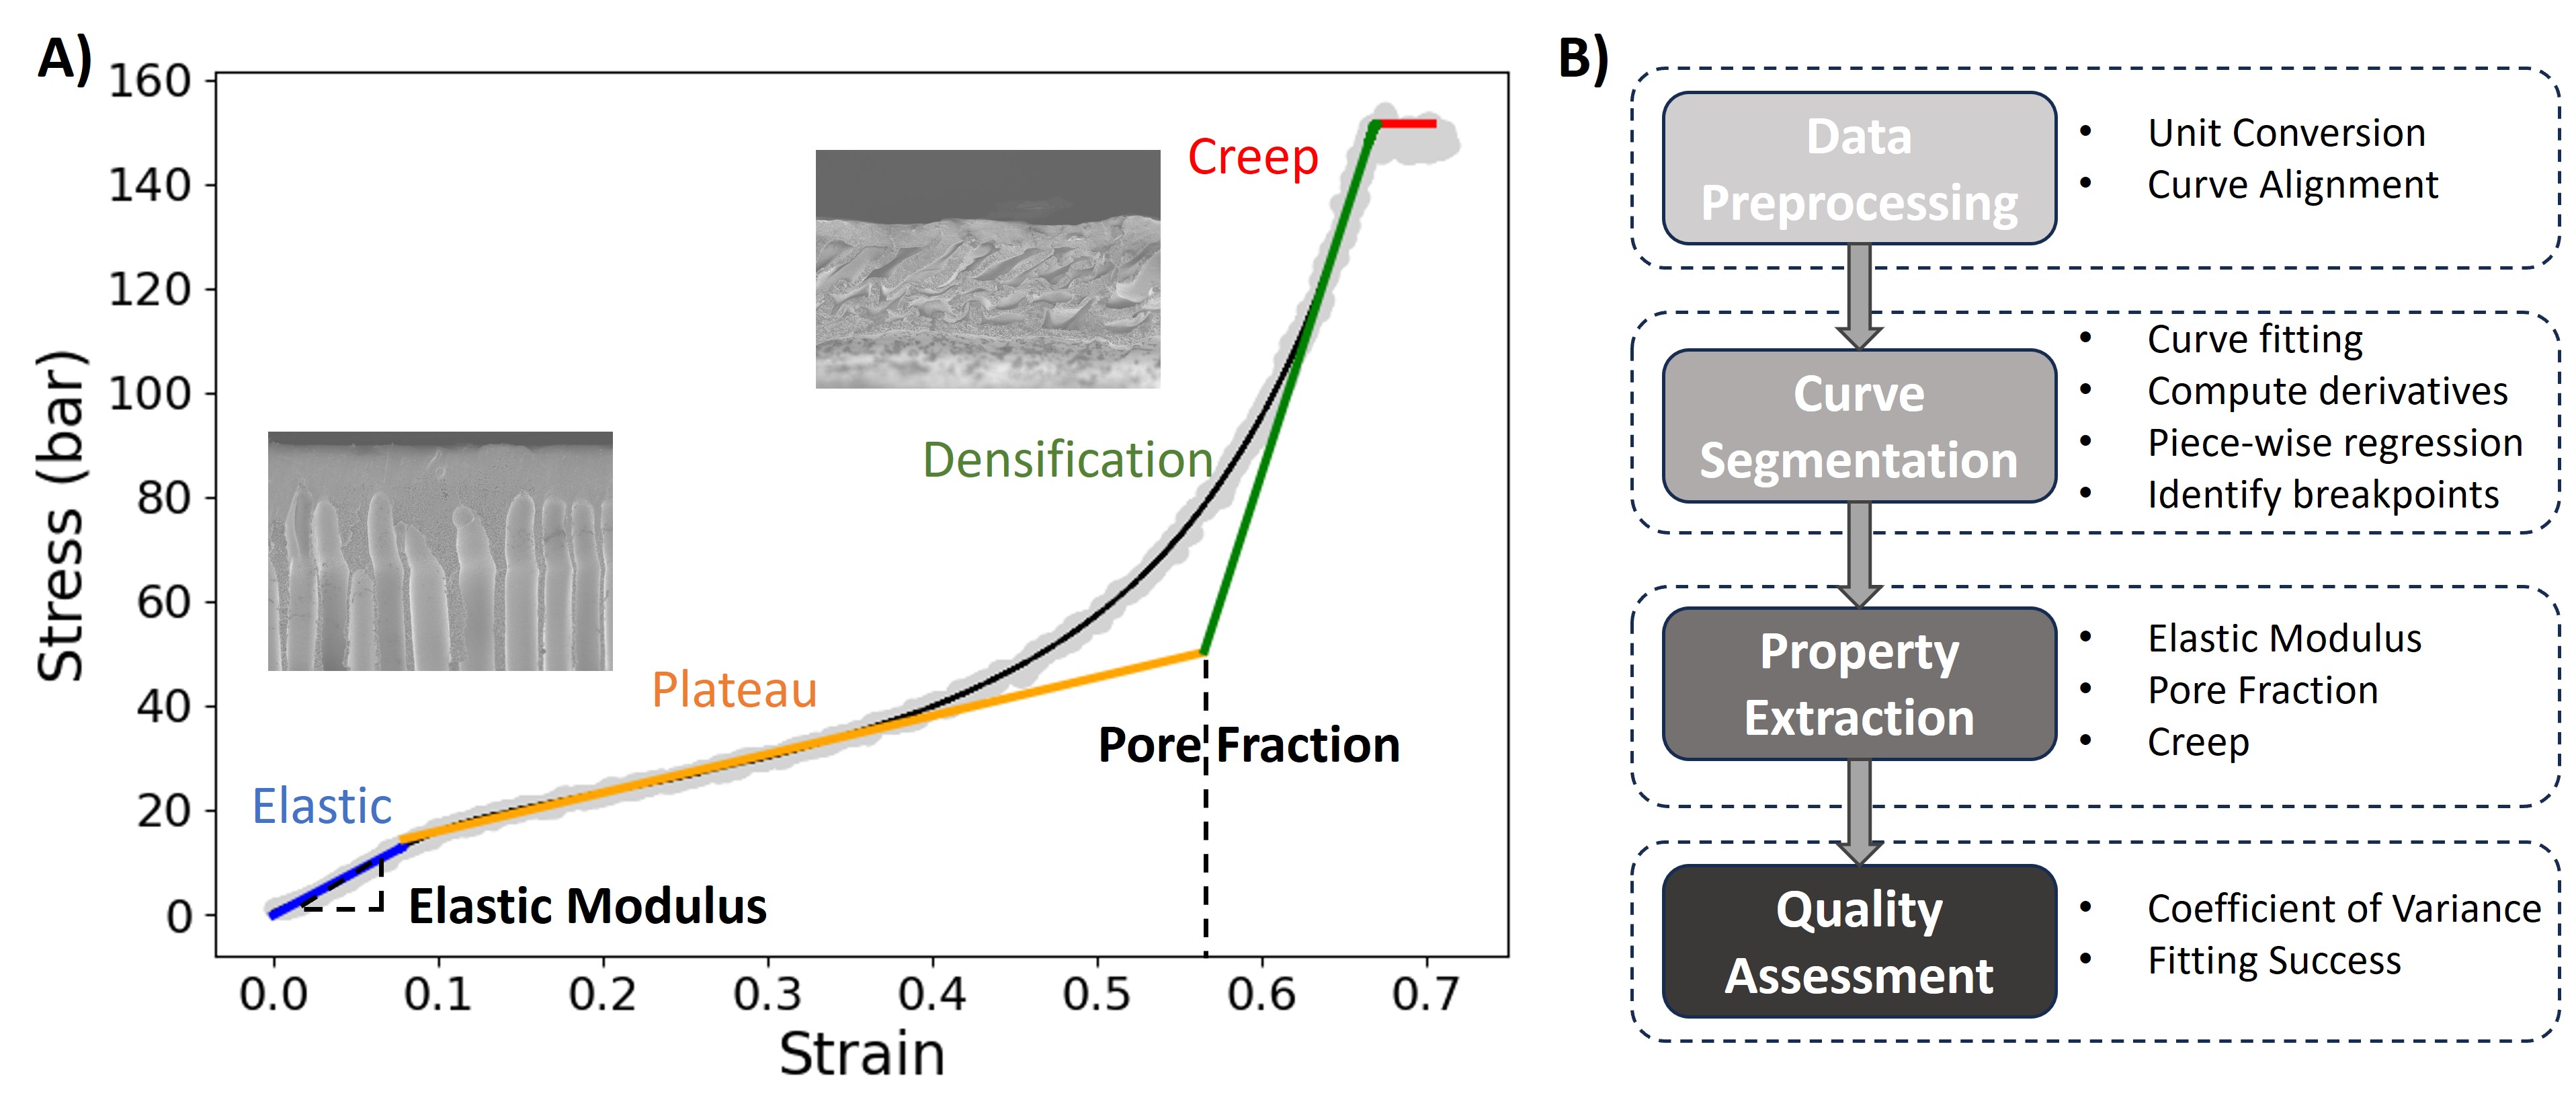 A)
160
140
120
100
80
60
40
20
0
Stress (bar)
0.0 0.1 0.2 0.3 0.4 0.5 0.6 0.7
Strain
Creep
Densification
Plateau
Pore Fraction
Elastic
Elastic Modulus
B)
Data
Preprocessing
• Unit Conversion
• Curve Alignment
Curve
Segmentation
• Curve fitting
• Compute derivatives
• Piece-wise regression
• Identify breakpoints
Property
Extraction
• Elastic Modulus
• Pore Fraction
• Creep
Quality
Assessment
• Coefficient of Variance
• Fitting Success